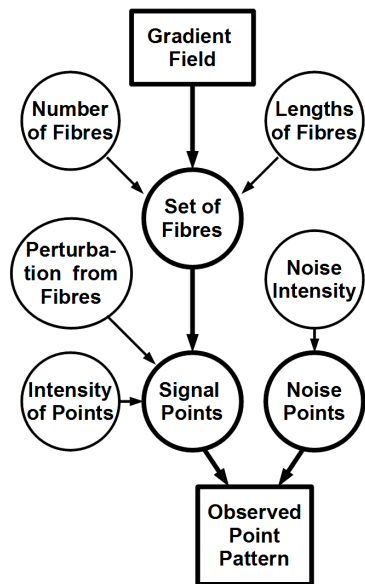 Gradient
Field
Number
of Fibres
Lengths
of Fibres
Set of
Fibres
Perturba-
tion from
Fibres
Noise
Intensity
Intensity
of Points
Signal
Points
Noise
Points
Observed
Point
Pattern